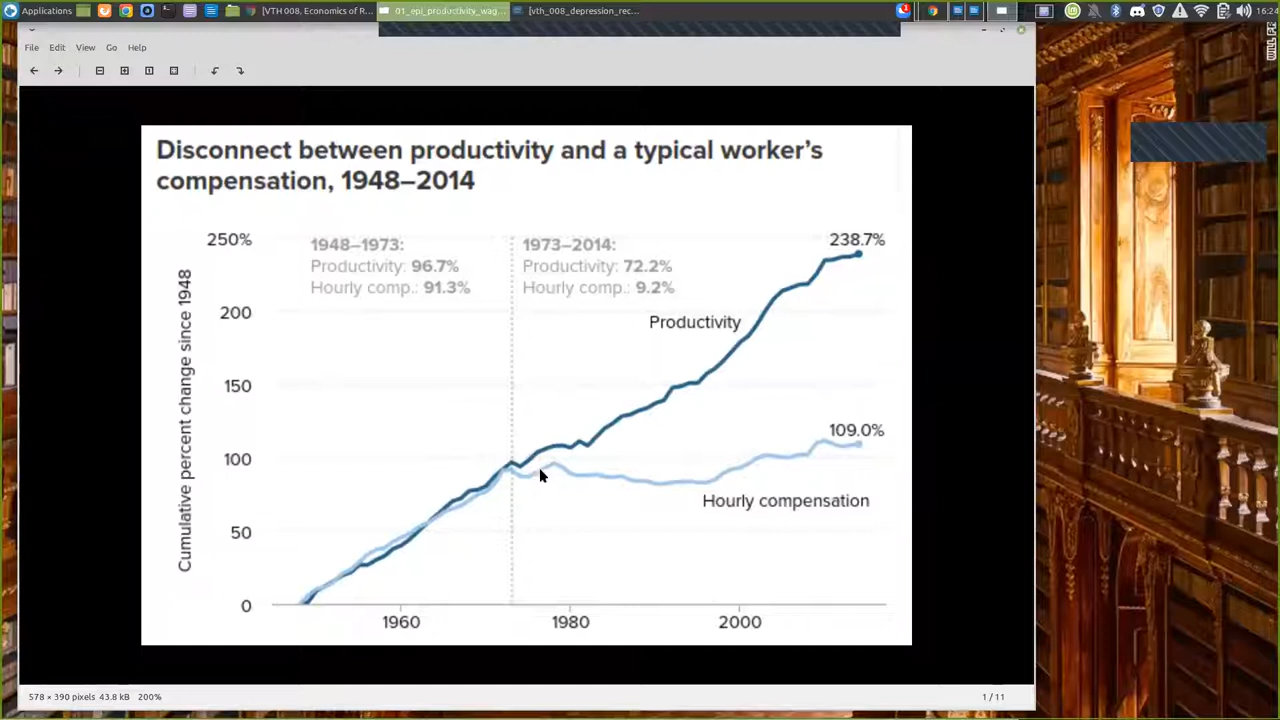 Applications
[VTH 008, Economics of R...
01_epi_productivity_wag...
[vth_008_depression_rec...
16:24
File Edit View Go Help
Disconnect between productivity and a typical worker's
compensation, 1948–2014
Cumulative percent change since 1948
250%
200
150
100
50
0
1948–1973:
Productivity: 96.7%
Hourly comp.: 91.3%
1973–2014:
Productivity: 72.2%
Hourly comp.: 9.2%
238.7%
Productivity
109.0%
Hourly compensation
1960 1980 2000
578 × 390 pixels 43.8 kB 200%
1 / 11